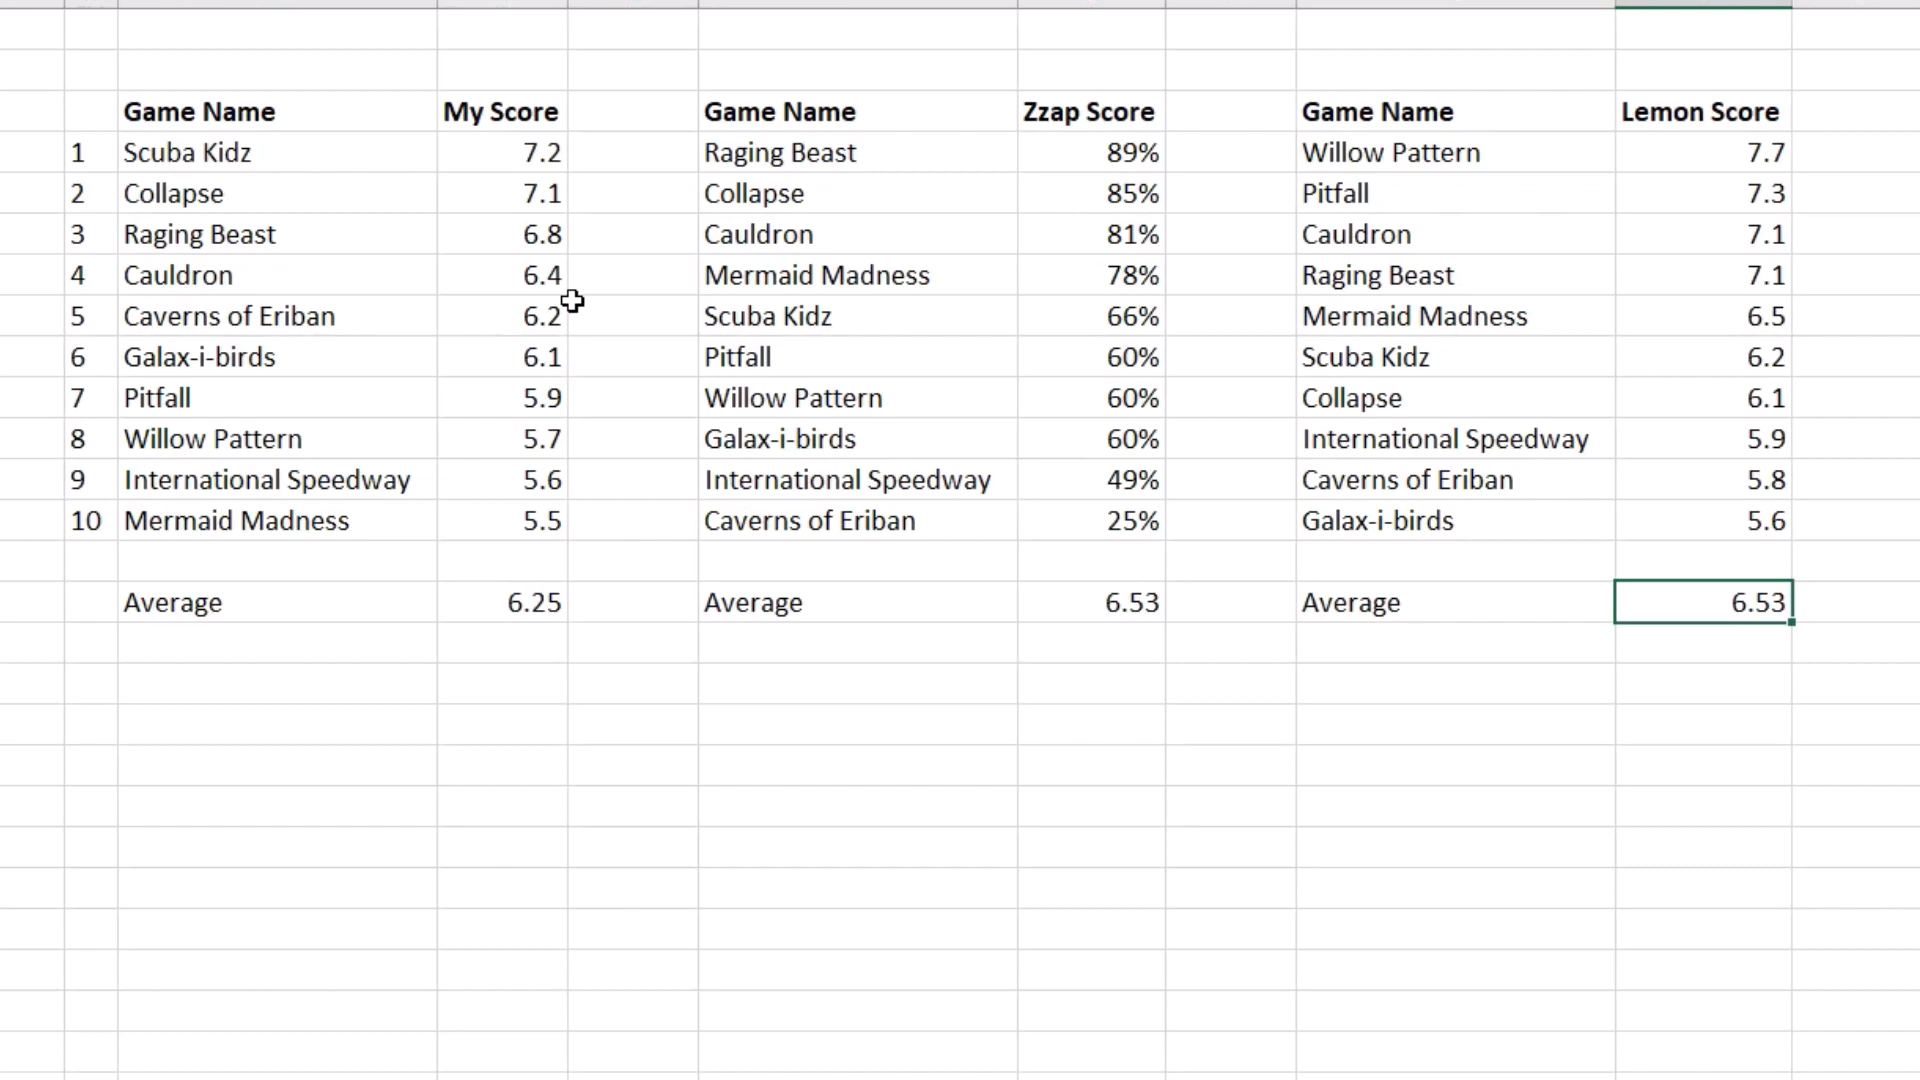 Game Name My Score Game Name Zzap Score Game Name Lemon Score
1 Scuba Kidz 7.2 Raging Beast 89% Willow Pattern 7.7
2 Collapse 7.1 Collapse 85% Pitfall 7.3
3 Raging Beast 6.8 Cauldron 81% Cauldron 7.1
4 Cauldron 6.4 Mermaid Madness 78% Raging Beast 7.1
5 Caverns of Eriban 6.2 Scuba Kidz 66% Mermaid Madness 6.5
6 Galax-i-birds 6.1 Pitfall 60% Scuba Kidz 6.2
7 Pitfall 5.9 Willow Pattern 60% Collapse 6.1
8 Willow Pattern 5.7 Galax-i-birds 60% International Speedway 5.9
9 International Speedway 5.6 International Speedway 49% Caverns of Eriban 5.8
10 Mermaid Madness 5.5 Caverns of Eriban 25% Galax-i-birds 5.6
Average 6.25 Average 6.53 Average 6.53